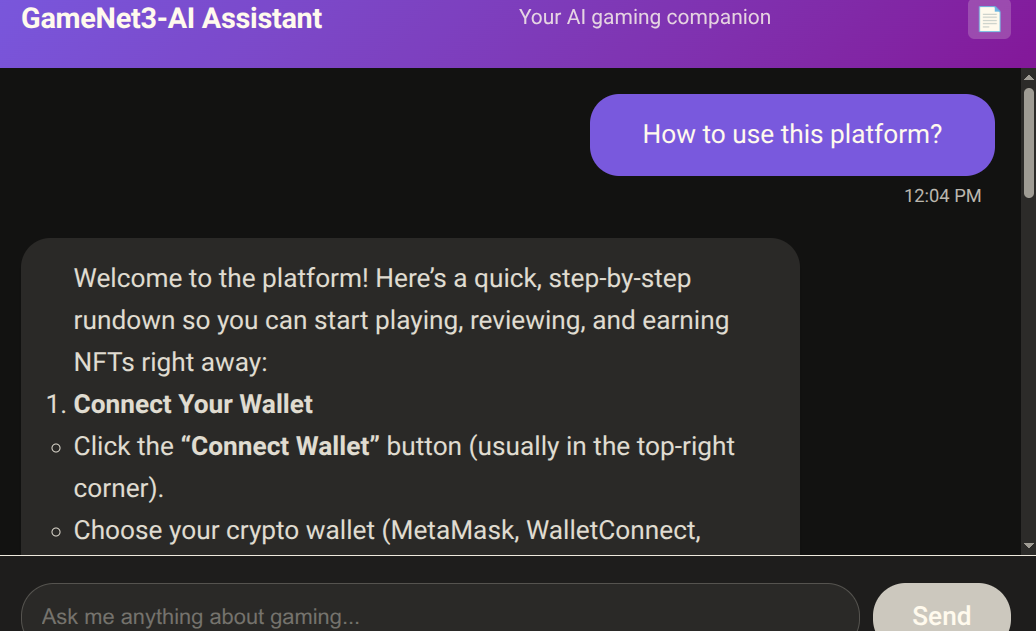 GameNet3-AI Assistant
Your AI gaming companion
How to use this platform?
12:04 PM
Welcome to the platform! Here’s a quick, step-by-step
rundown so you can start playing, reviewing, and earning
NFTs right away:
1. Connect Your Wallet
Click the “Connect Wallet” button (usually in the top-right
corner).
Choose your crypto wallet (MetaMask, WalletConnect,
Ask me anything about gaming...
Send